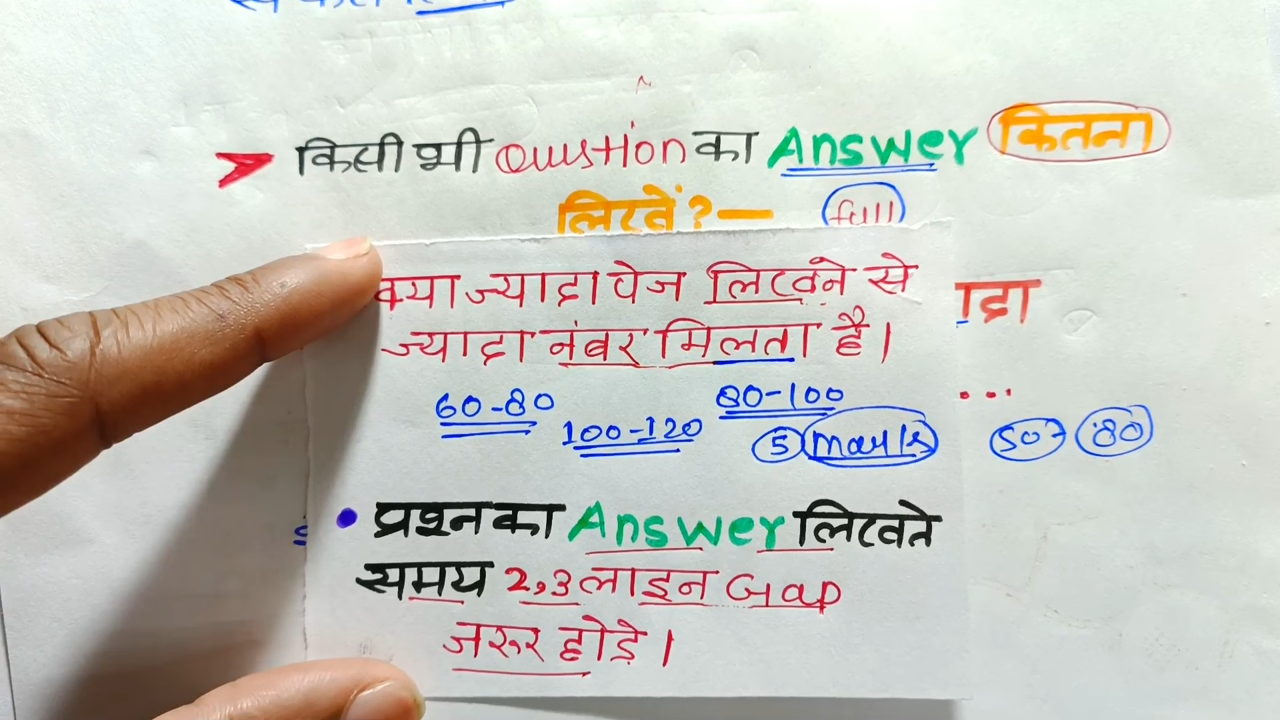 किसी भी Question का Answer कितना
लिखें ? —
full
क्या ज्यादा पेज लिखने से
ज्यादा नंबर मिलता है।
60-80
100-120
80-100
5 marks
50-
80
• प्रश्न का Answer लिखते
समय 2,3 लाइन Gap
जरूर छोड़े।